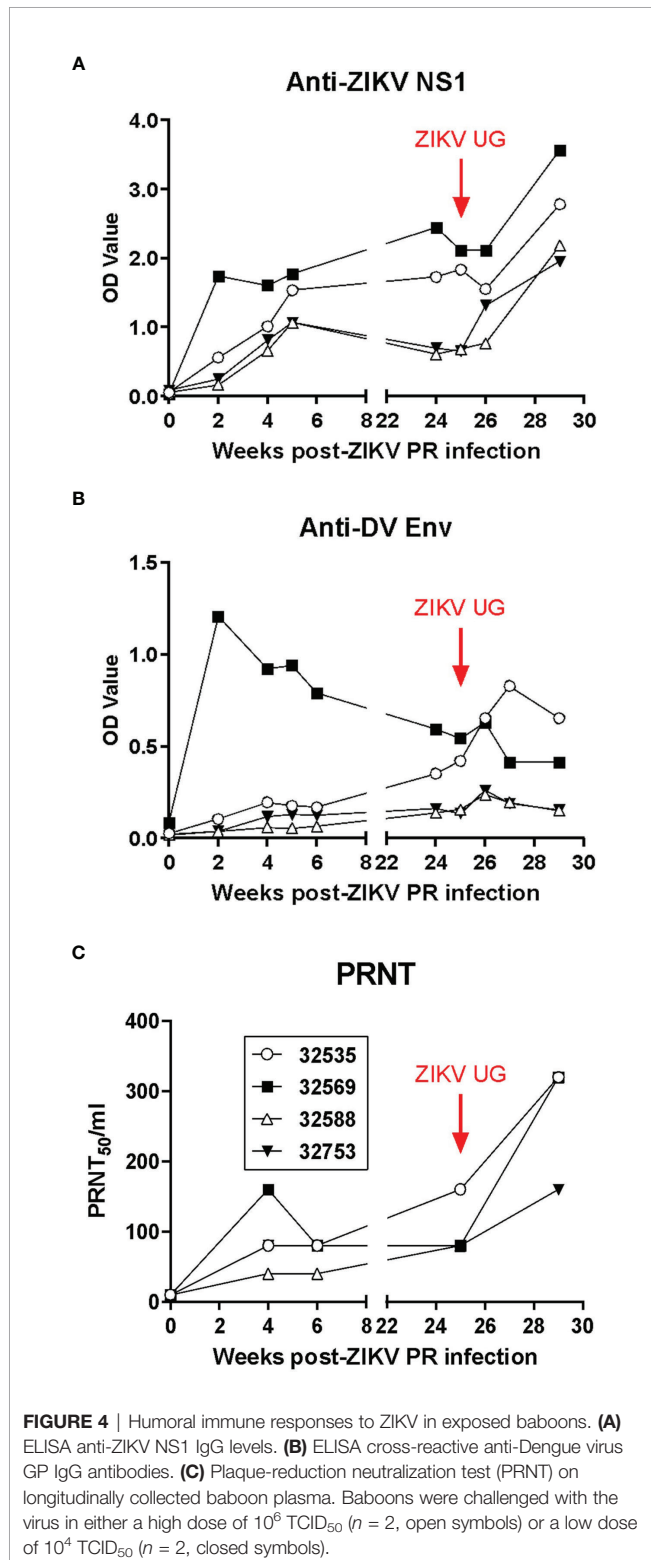 A
Anti-ZIKV NS1
4.0
3.0
2.0
1.0
0.0
OD Value
ZIKV UG
0 2 4 6 8 22 24 26 28 30
Weeks post-ZIKV PR infection
B
Anti-DV Env
1.5
1.0
0.5
0.0
OD Value
ZIKV UG
0 2 4 6 8 22 24 26 28 30
Weeks post-ZIKV PR infection
C
PRNT
400
300
200
100
0
PRNT50/ml
32535
32569
32588
32753
ZIKV UG
0 2 4 6 8 22 24 26 28 30
Weeks post-ZIKV PR infection
FIGURE 4 | Humoral immune responses to ZIKV in exposed baboons. (A)
ELISA anti-ZIKV NS1 IgG levels. (B) ELISA cross-reactive anti-Dengue virus
GP IgG antibodies. (C) Plaque-reduction neutralization test (PRNT) on
longitudinally collected baboon plasma. Baboons were challenged with the
virus in either a high dose of 10⁶ TCID₅₀ (n = 2, open symbols) or a low dose
of 10⁴ TCID₅₀ (n = 2, closed symbols).